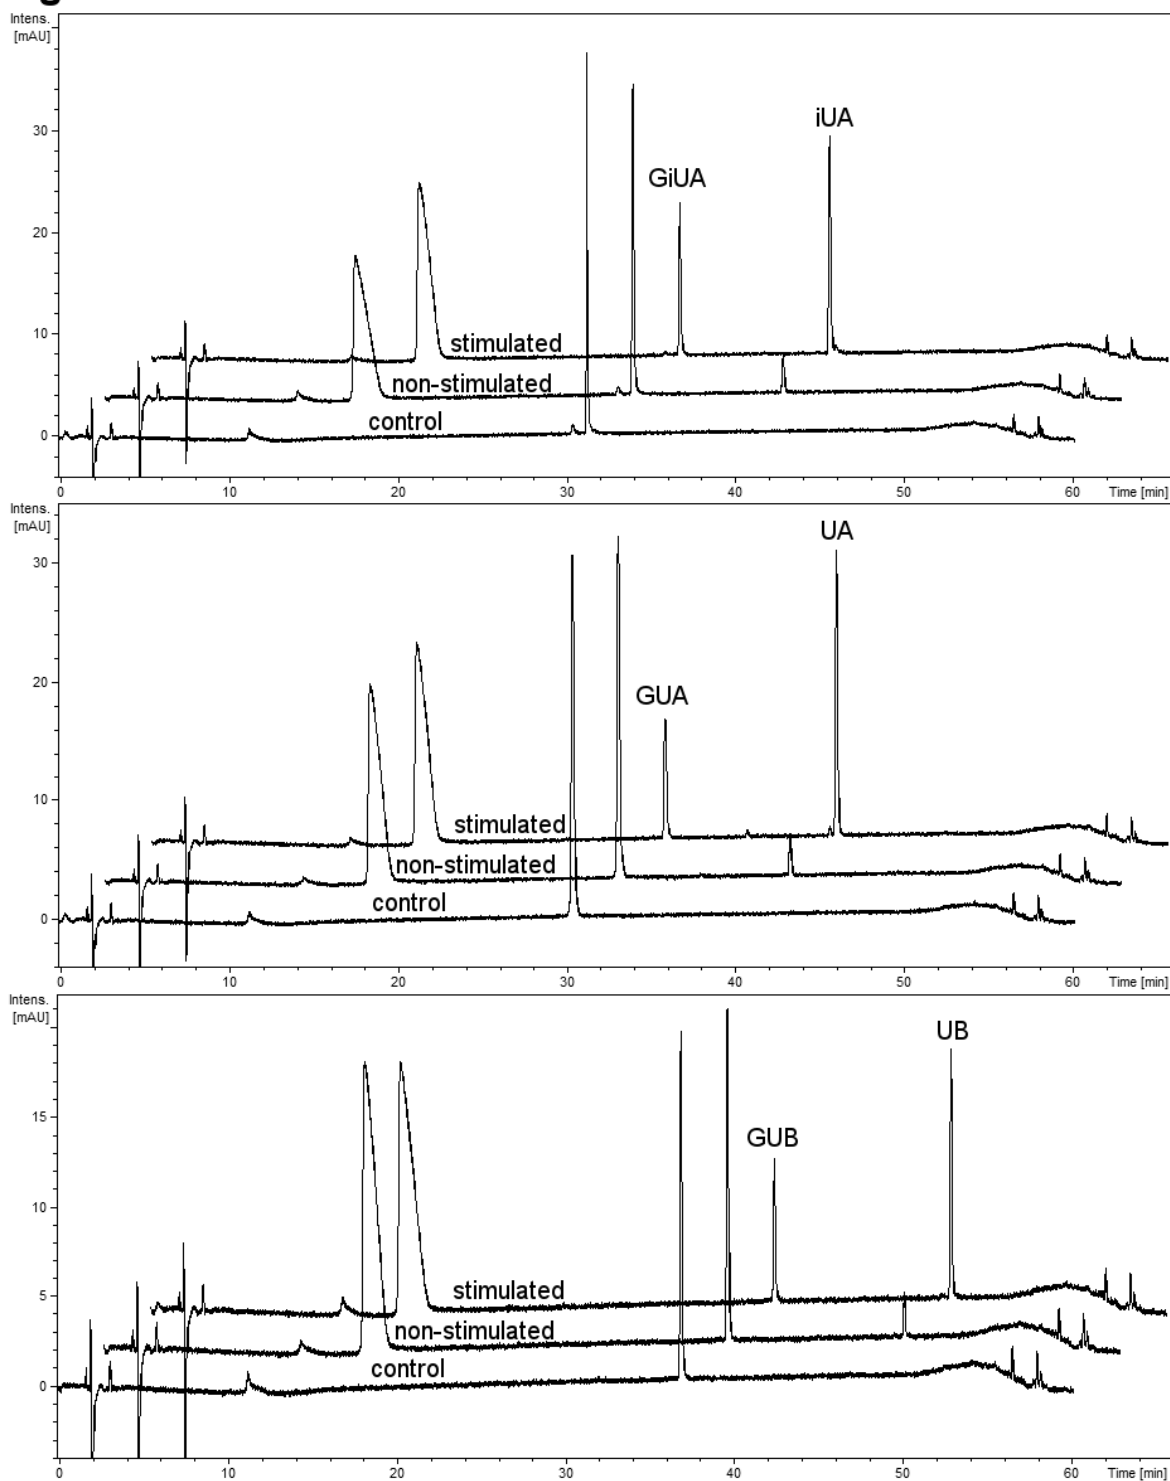 Intens.
[mAU]
iUA
30
GiUA
20
stimulated
10
non-stimulated
control
0
0 10 20 30 40 50 60 Time [min]
Intens.
[mAU]
UA
30
GUA
20
stimulated
10
non-stimulated
control
0
0 10 20 30 40 50 60 Time [min]
Intens.
[mAU]
UB
15
GUB
10
stimulated
5
non-stimulated
control
0
0 10 20 30 40 50 60 Time [min]